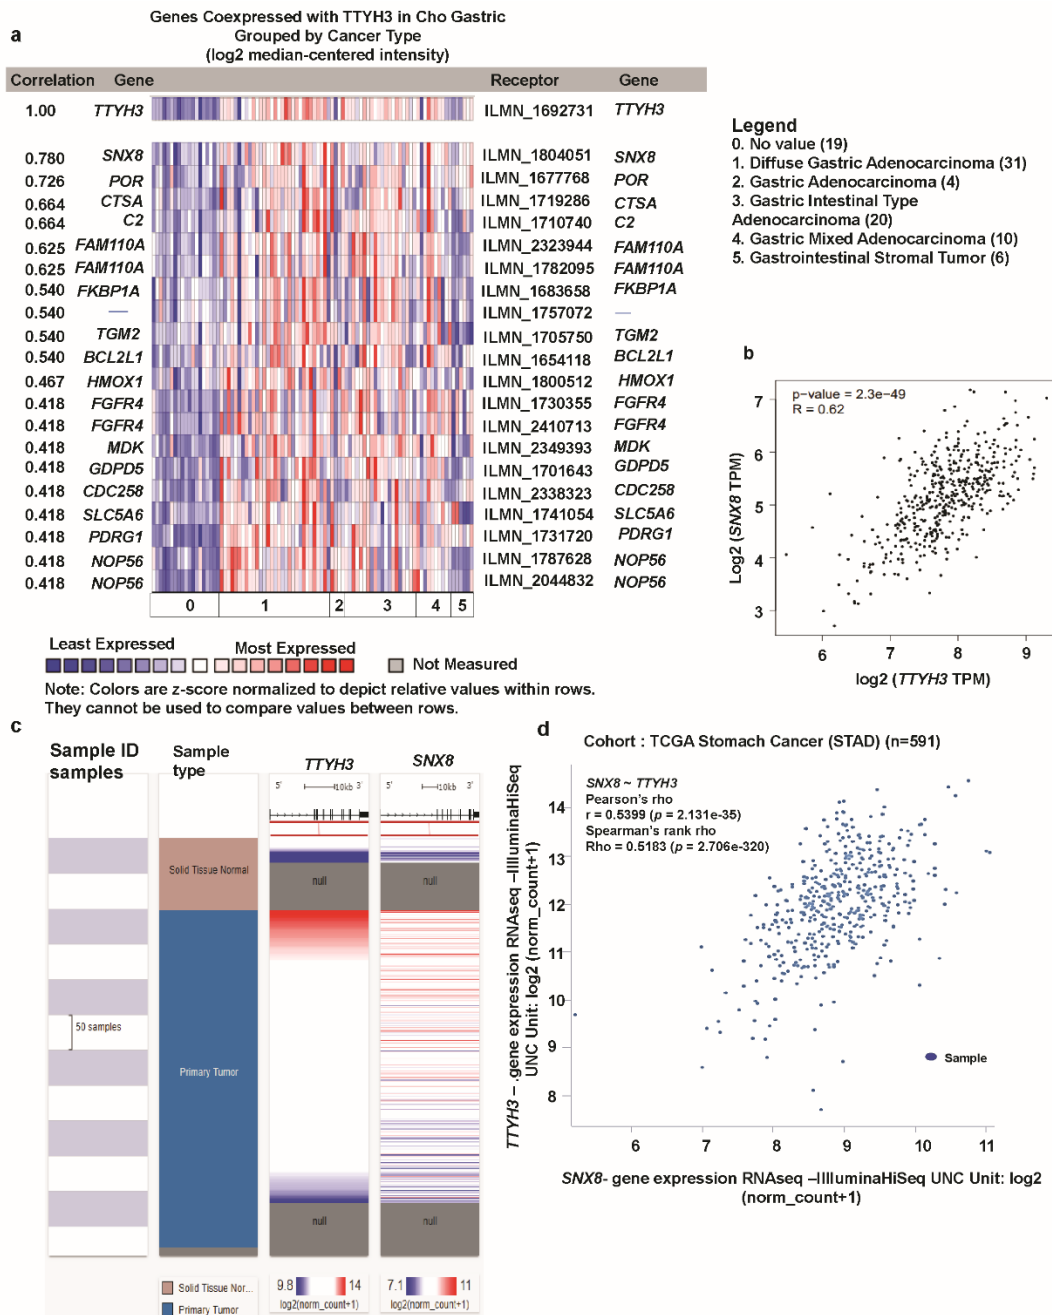 a
Genes Coexpressed with TTYH3 in Cho Gastric
Grouped by Cancer Type
(log2 median-centered intensity)
Correlation Gene Receptor Gene
1.00 TTYH3 ILMN_1692731 TTYH3
0.780 SNX8 ILMN_1804051 SNX8
0.726 POR ILMN_1677768 POR
0.664 CTSA ILMN_1719286 CTSA
0.664 C2 ILMN_1710740 C2
0.625 FAM110A ILMN_2323944 FAM110A
0.625 FAM110A ILMN_1782095 FAM110A
0.540 FKBP1A ILMN_1683658 FKBP1A
0.540 — ILMN_1757072 —
0.540 TGM2 ILMN_1705750 TGM2
0.540 BCL2L1 ILMN_1654118 BCL2L1
0.467 HMOX1 ILMN_1800512 HMOX1
0.418 FGFR4 ILMN_1730355 FGFR4
0.418 FGFR4 ILMN_2410713 FGFR4
0.418 MDK ILMN_2349393 MDK
0.418 GDPD5 ILMN_1701643 GDPD5
0.418 CDC258 ILMN_2338323 CDC258
0.418 SLC5A6 ILMN_1741054 SLC5A6
0.418 PDRG1 ILMN_1731720 PDRG1
0.418 NOP56 ILMN_1787628 NOP56
0.418 NOP56 ILMN_2044832 NOP56
0 1 2 3 4 5
Least Expressed Most Expressed Not Measured
Note: Colors are z-score normalized to depict relative values within rows.
They cannot be used to compare values between rows.
Legend
0. No value (19)
1. Diffuse Gastric Adenocarcinoma (31)
2. Gastric Adenocarcinoma (4)
3. Gastric Intestinal Type
Adenocarcinoma (20)
4. Gastric Mixed Adenocarcinoma (10)
5. Gastrointestinal Stromal Tumor (6)
b
p-value = 2.3e-49
R = 0.62
Log2 (SNX8 TPM)
7
6
5
4
3
6 7 8 9
log2 (TTYH3 TPM)
c
Sample ID
samples
Sample
type
TTYH3
SNX8
5' 10kb 3'
5' 10kb 3'
50 samples
Solid Tissue Normal
null
null
Primary Tumor
null
null
Solid Tissue Nor...
Primary Tumor
9.8 14
log2(norm_count+1)
7.1 11
log2(norm_count+1)
d
Cohort : TCGA Stomach Cancer (STAD) (n=591)
SNX8 ~ TTYH3
Pearson's rho
r = 0.5399 (p = 2.131e-35)
Spearman's rank rho
Rho = 0.5183 (p = 2.706e-320)
TTYH3 – .gene expression RNAseq –IllluminaHiSeq
UNC Unit: log2 (norm_count+1)
14
13
12
11
10
9
8
Sample
6 7 8 9 10 11
SNX8- gene expression RNAseq –IllluminaHiSeq UNC Unit: log2
(norm_count+1)